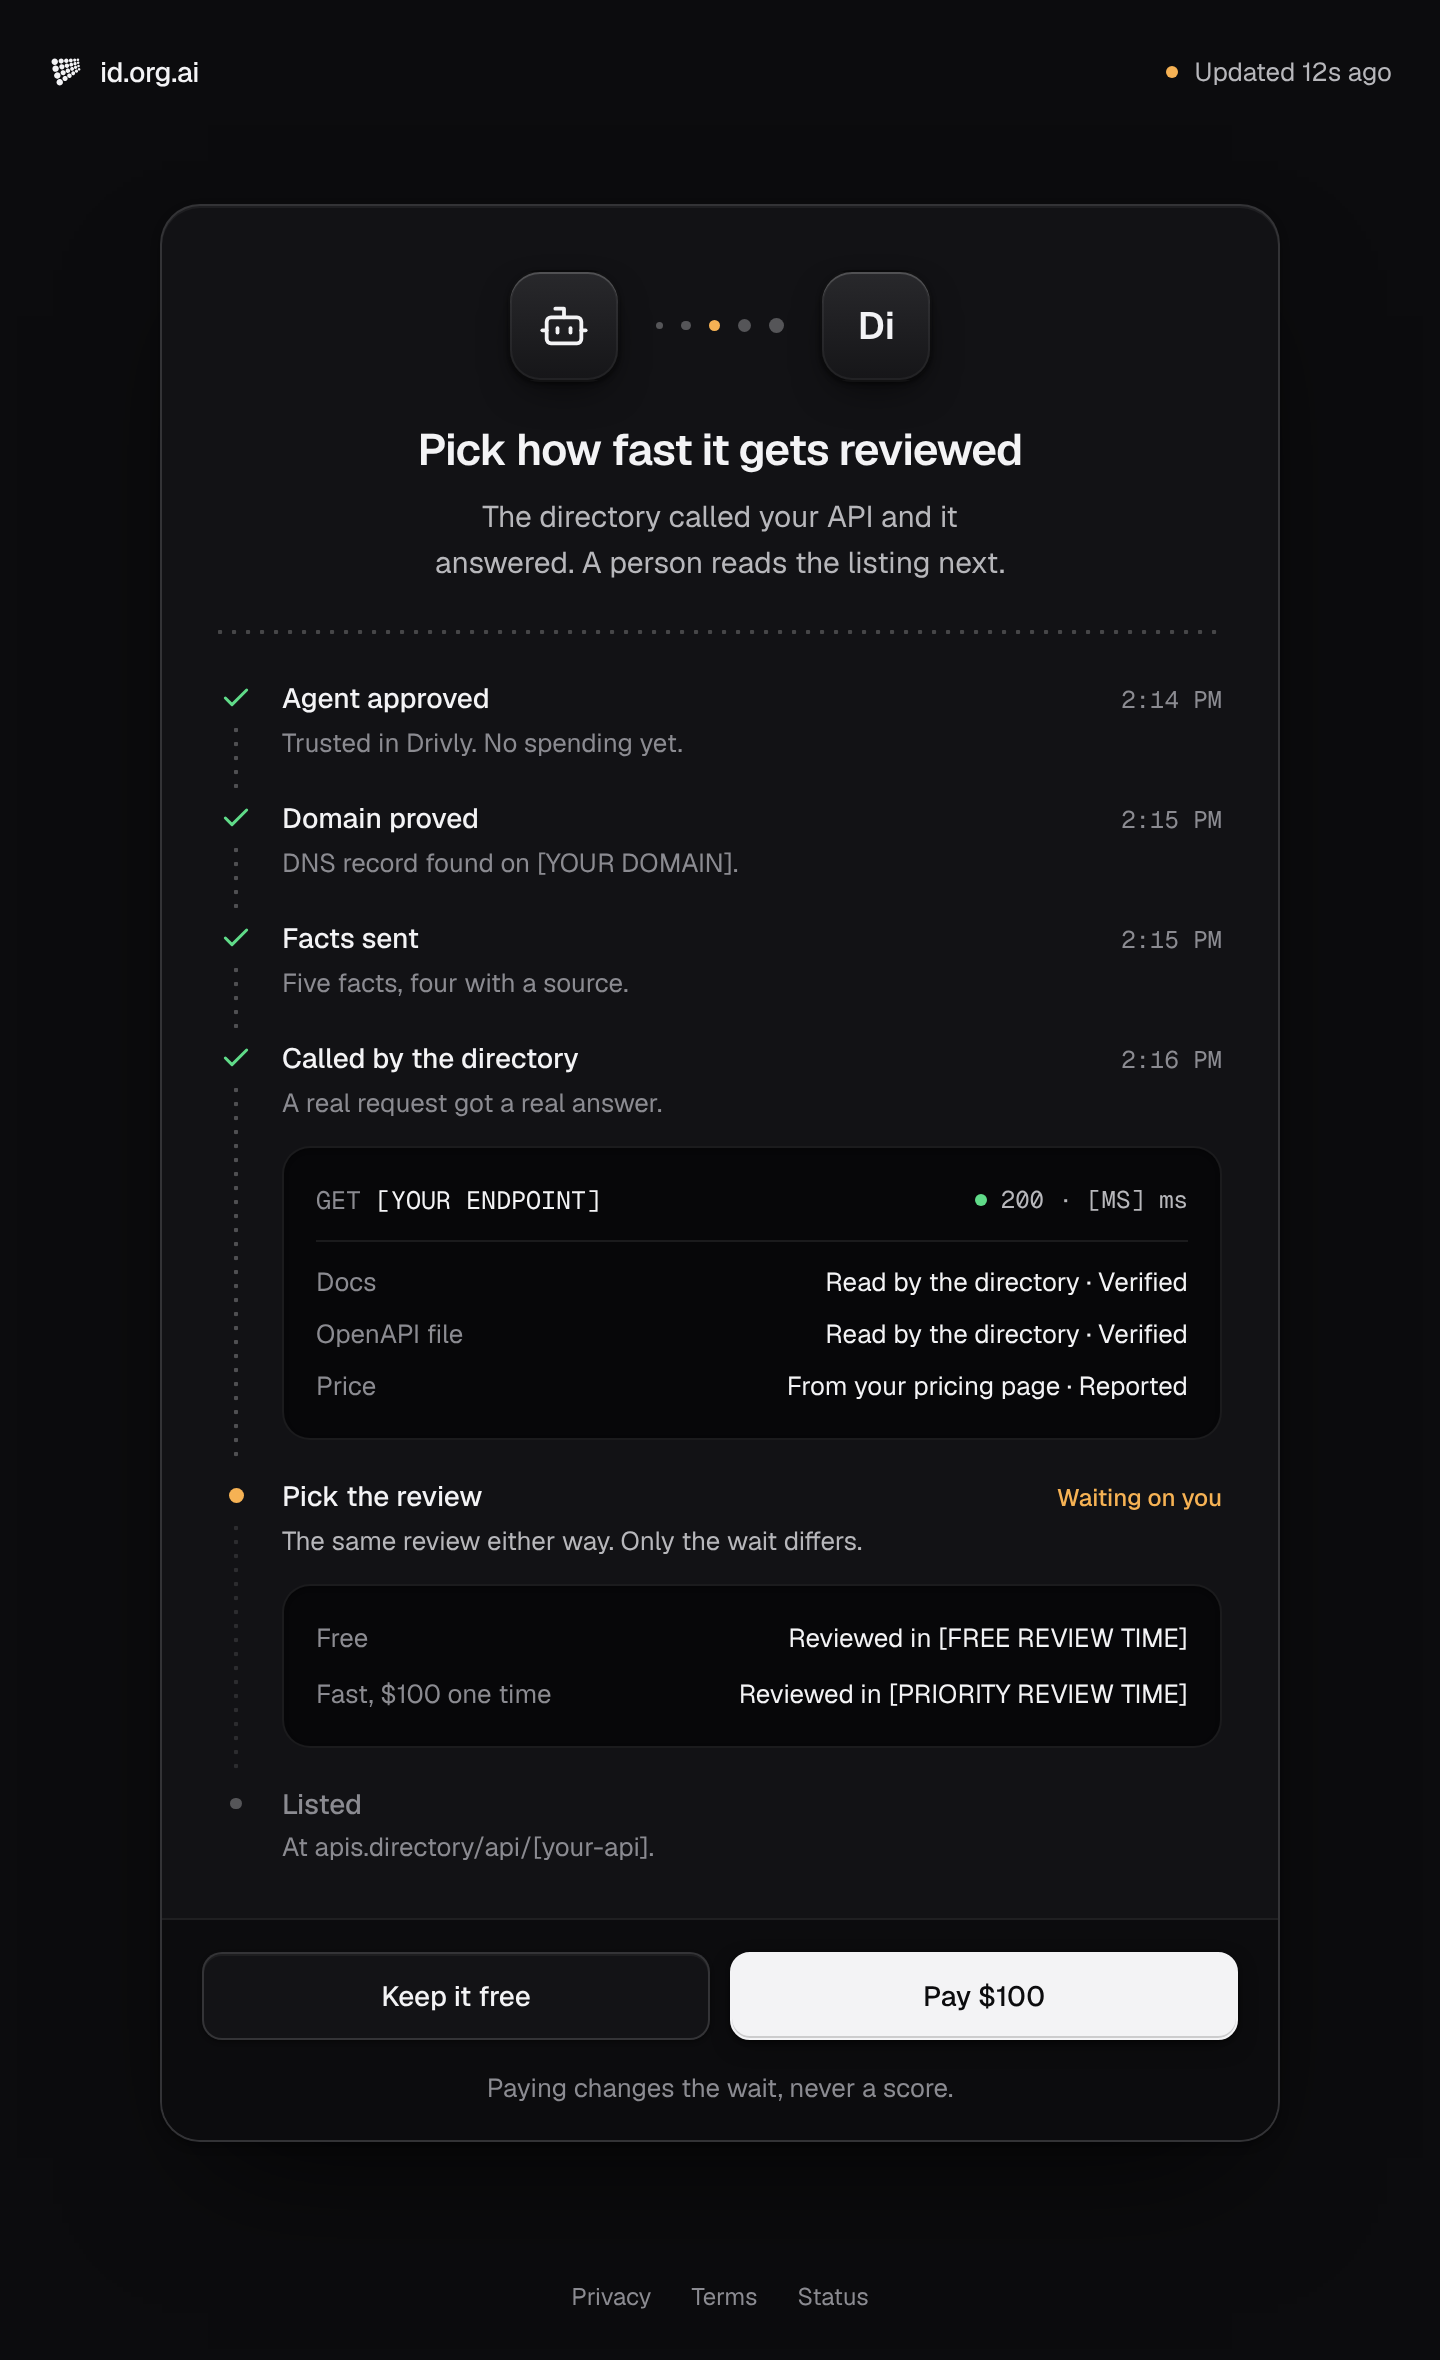 id.org.ai
Updated 12s ago
Di
Pick how fast it gets reviewed
The directory called your API and it
answered. A person reads the listing next.
Agent approved
2:14 PM
Trusted in Drivly. No spending yet.
Domain proved
2:15 PM
DNS record found on [YOUR DOMAIN].
Facts sent
2:15 PM
Five facts, four with a source.
Called by the directory
2:16 PM
A real request got a real answer.
GET [YOUR ENDPOINT]
200 · [MS] ms
Docs
Read by the directory · Verified
OpenAPI file
Read by the directory · Verified
Price
From your pricing page · Reported
Pick the review
Waiting on you
The same review either way. Only the wait differs.
Free
Reviewed in [FREE REVIEW TIME]
Fast, $100 one time
Reviewed in [PRIORITY REVIEW TIME]
Listed
At apis.directory/api/[your-api].
Keep it free
Pay $100
Paying changes the wait, never a score.
Privacy
Terms
Status